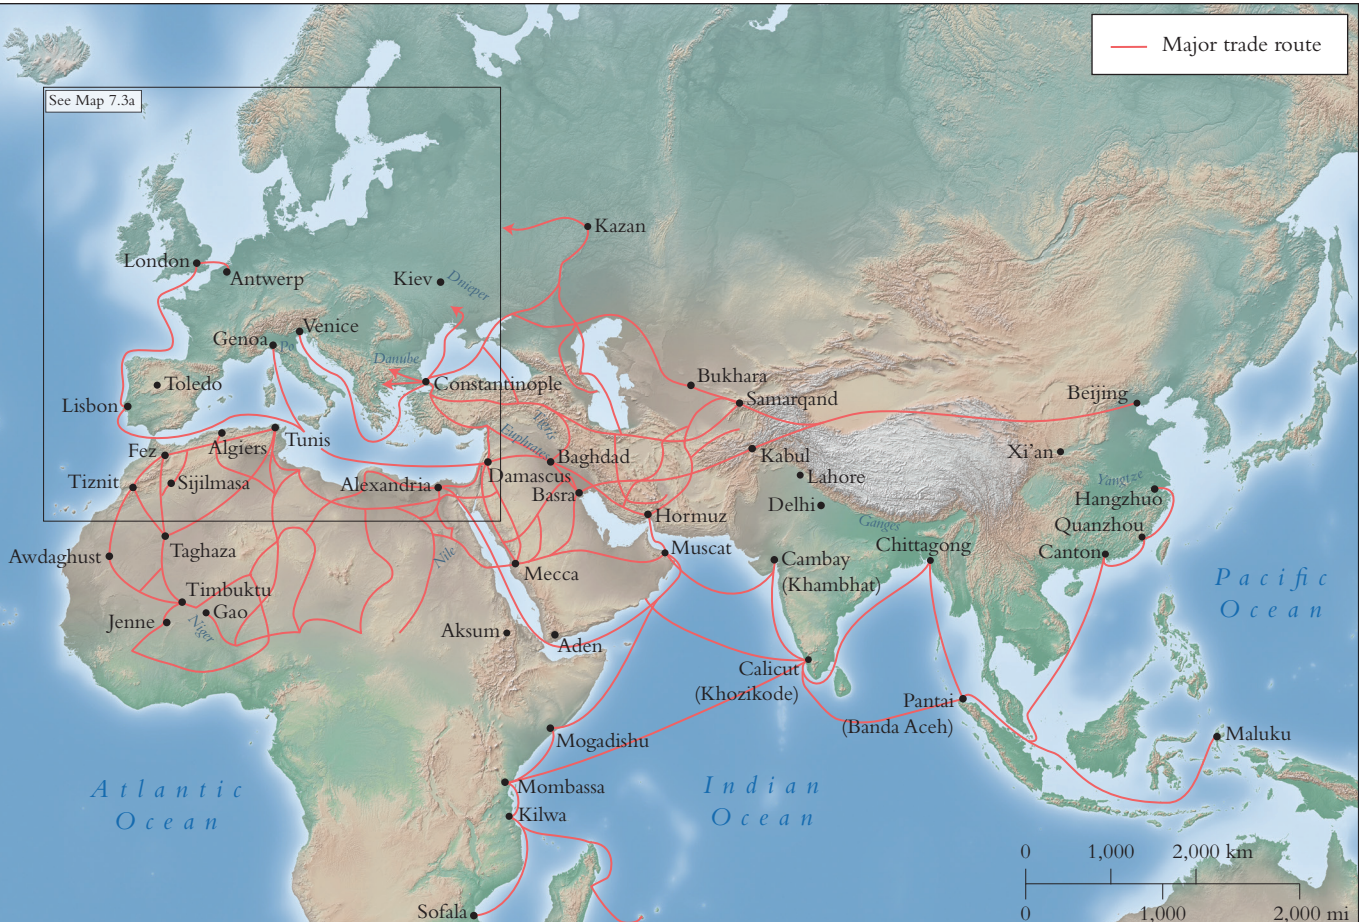 Major trade route
See Map 7.3a
Kazan
London
Antwerp
Kiev
Dnieper
Venice
Genoa
Po
Danube
Toledo
Constantinople
Bukhara
Samarqand
Beijing
Lisbon
Tunis
Algiers
Fez
Tigris
Euphrates
Baghdad
Kabul
Xi'an
Tiznit
Sijilmasa
Alexandria
Damascus
Basra
Lahore
Yangtze
Hangzhuo
Delhi
Hormuz
Ganges
Quanzhou
Awdaghust
Taghaza
Nile
Mecca
Muscat
Cambay
(Khambhat)
Chittagong
Canton
Pacific
Ocean
Timbuktu
Gao
Jenne
Niger
Aksum
Aden
Calicut
(Khozikode)
Pantai
(Banda Aceh)
Mogadishu
Maluku
Atlantic
Ocean
Mombassa
Indian
Ocean
Kilwa
0 1,000 2,000 km
0 1,000 2,000 mi
Sofala